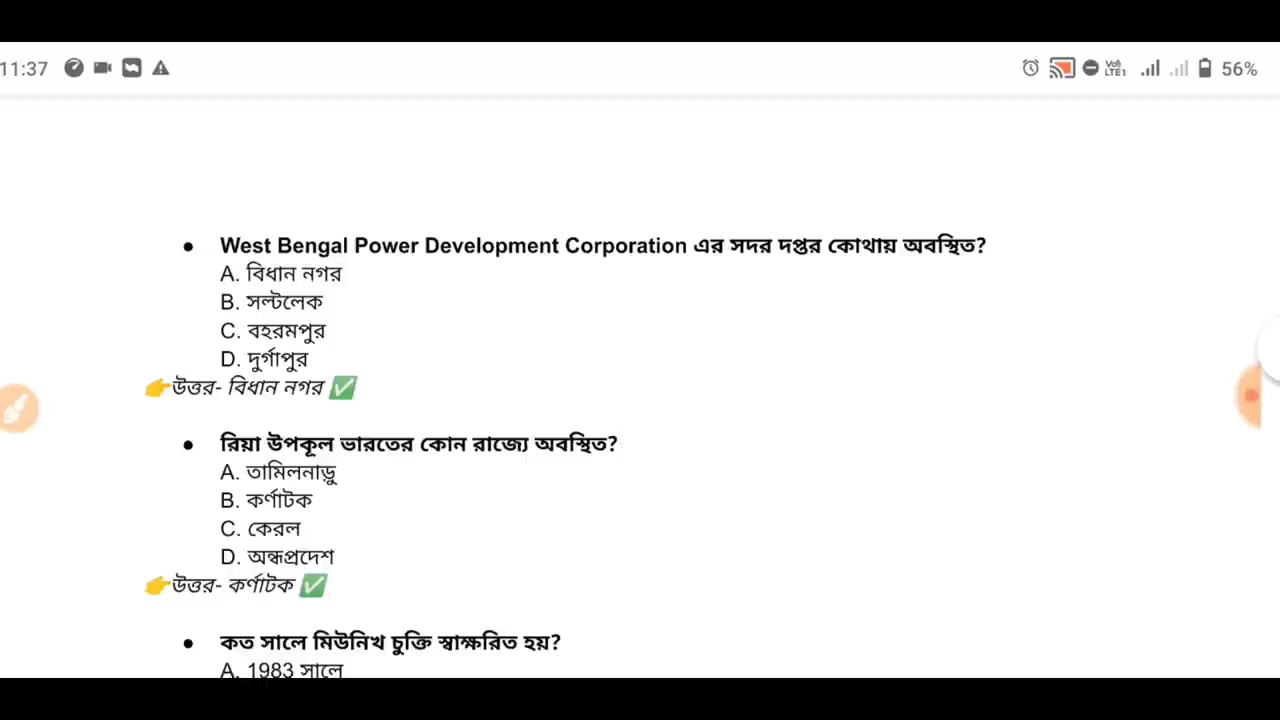 11:37 56%
West Bengal Power Development Corporation এর সদর দপ্তর কোথায় অবস্থিত?
A. বিধান নগর
B. সল্টলেক
C. বহরমপুর
D. দুর্গাপুর
👉উত্তর- বিধান নগর ✅
রিয়া উপকূল ভারতের কোন রাজ্যে অবস্থিত?
A. তামিলনাড়ু
B. কর্ণাটক
C. কেরল
D. অন্ধপ্রদেশ
👉উত্তর- কর্ণাটক ✅
কত সালে মিউনিখ চুক্তি স্বাক্ষরিত হয়?
A. 1983 সালে